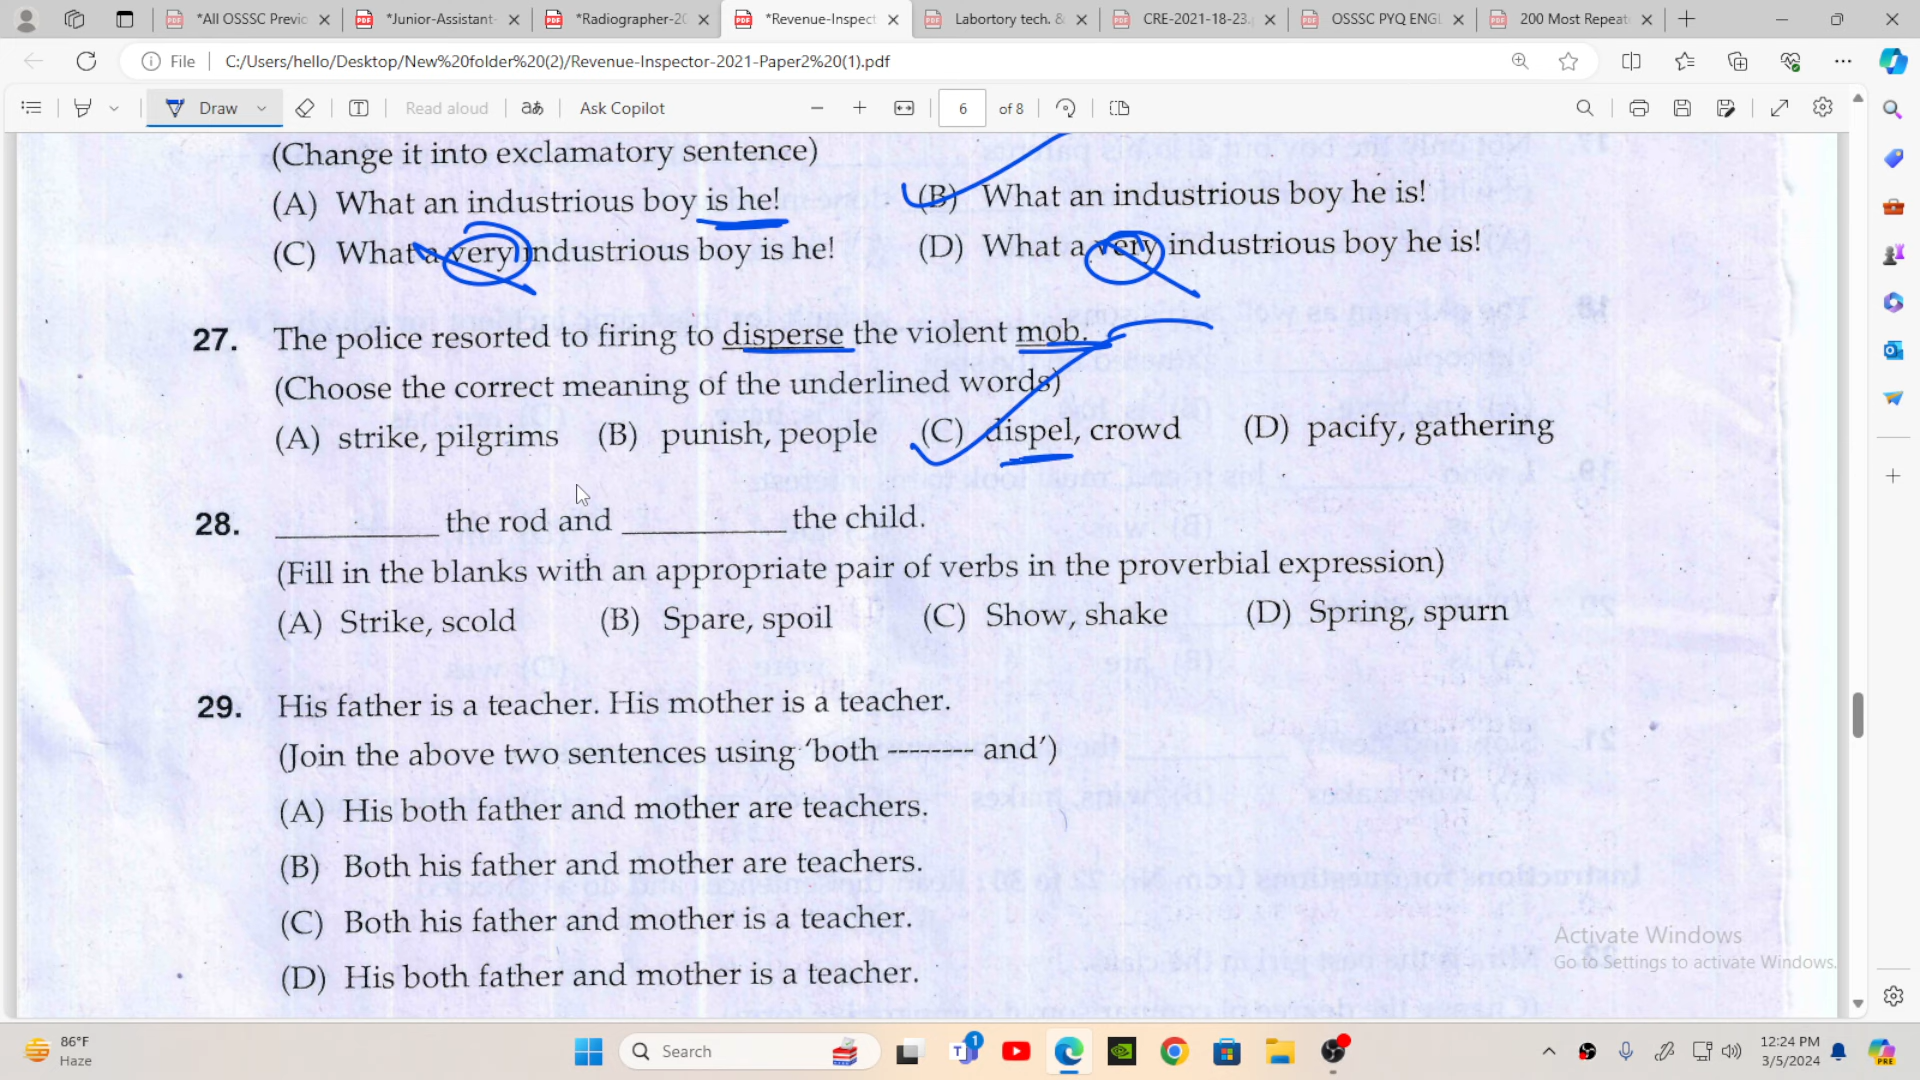 *All OSSSC Previc
*Junior-Assistant-
*Radiographer-20
*Revenue-Inspect
Labortory tech. &
CRE-2021-18-23.p
OSSSC PYQ ENGL
200 Most Repeat
File C:/Users/hello/Desktop/New%20folder%20(2)/Revenue-Inspector-2021-Paper2%20(1).pdf
Draw Read aloud aあ Ask Copilot 6 of 8
(Change it into exclamatory sentence)
(A) What an industrious boy is he! (B) What an industrious boy he is!
(C) What a very industrious boy is he! (D) What a very industrious boy he is!
27. The police resorted to firing to disperse the violent mob.
(Choose the correct meaning of the underlined words)
(A) strike, pilgrims (B) punish, people (C) dispel, crowd (D) pacify, gathering
28. __________ the rod and __________ the child.
(Fill in the blanks with an appropriate pair of verbs in the proverbial expression)
(A) Strike, scold (B) Spare, spoil (C) Show, shake (D) Spring, spurn
29. His father is a teacher. His mother is a teacher.
(Join the above two sentences using ‘both ------- and’)
(A) His both father and mother are teachers.
(B) Both his father and mother are teachers.
(C) Both his father and mother is a teacher.
(D) His both father and mother is a teacher.
Activate Windows
Go to Settings to activate Windows.
86°F
Haze
Search
1
12:24 PM
3/5/2024
PRE